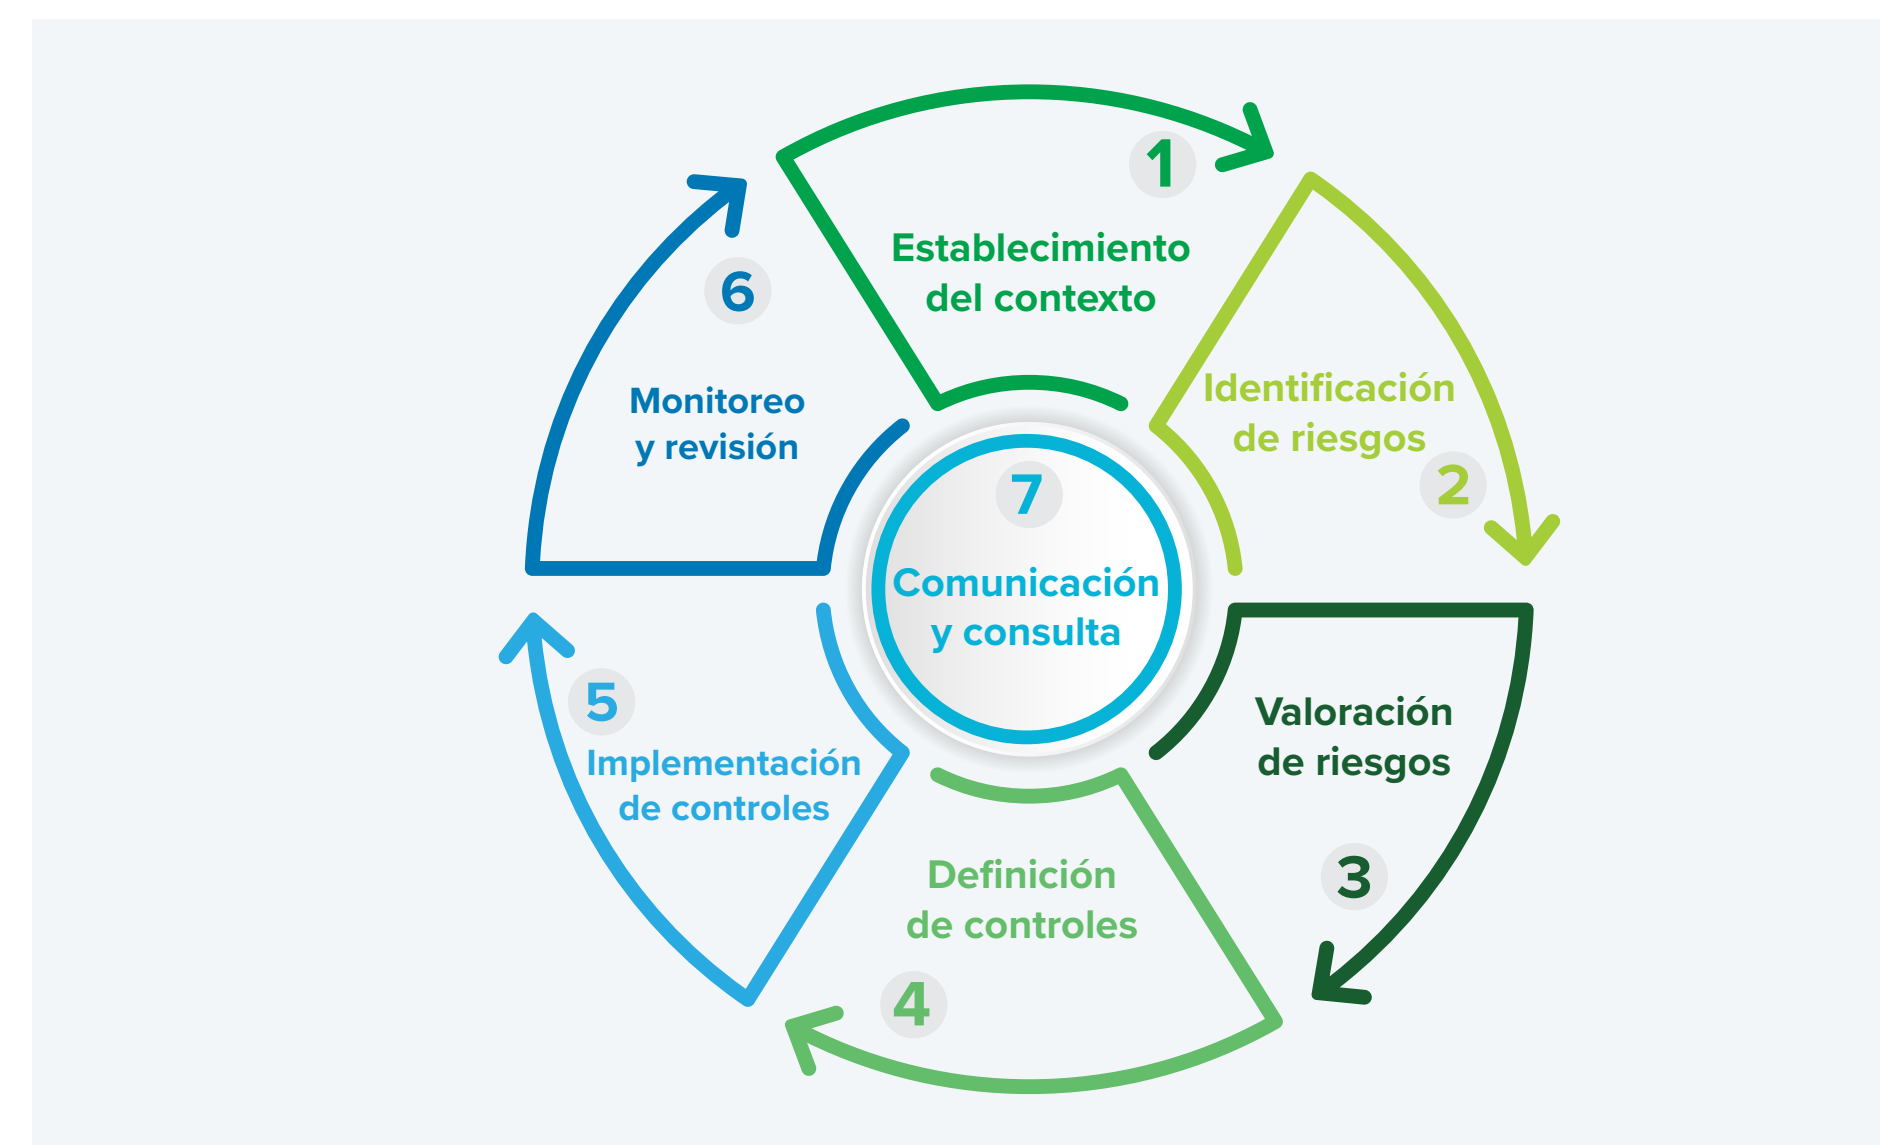 1
Establecimiento
del contexto
Identificación
de riesgos
2
Valoración
de riesgos
3
Definición
de controles
4
5
Implementación
de controles
6
Monitoreo
y revisión
7
Comunicación
y consulta